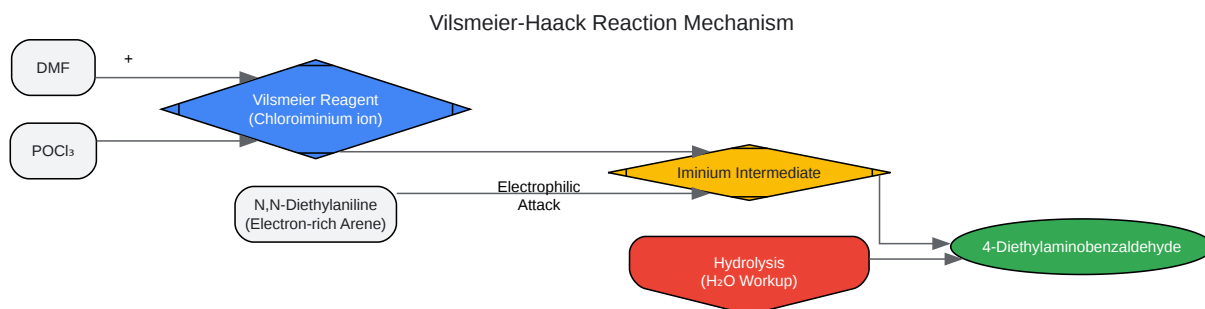 Vilsmeier-Haack Reaction Mechanism
DMF
+
POCl₃
Vilsmeier Reagent
(Chloroiminium ion)
N,N-Diethylaniline
(Electron-rich Arene)
Electrophilic
Attack
Iminium Intermediate
Hydrolysis
(H₂O Workup)
4-Diethylaminobenzaldehyde